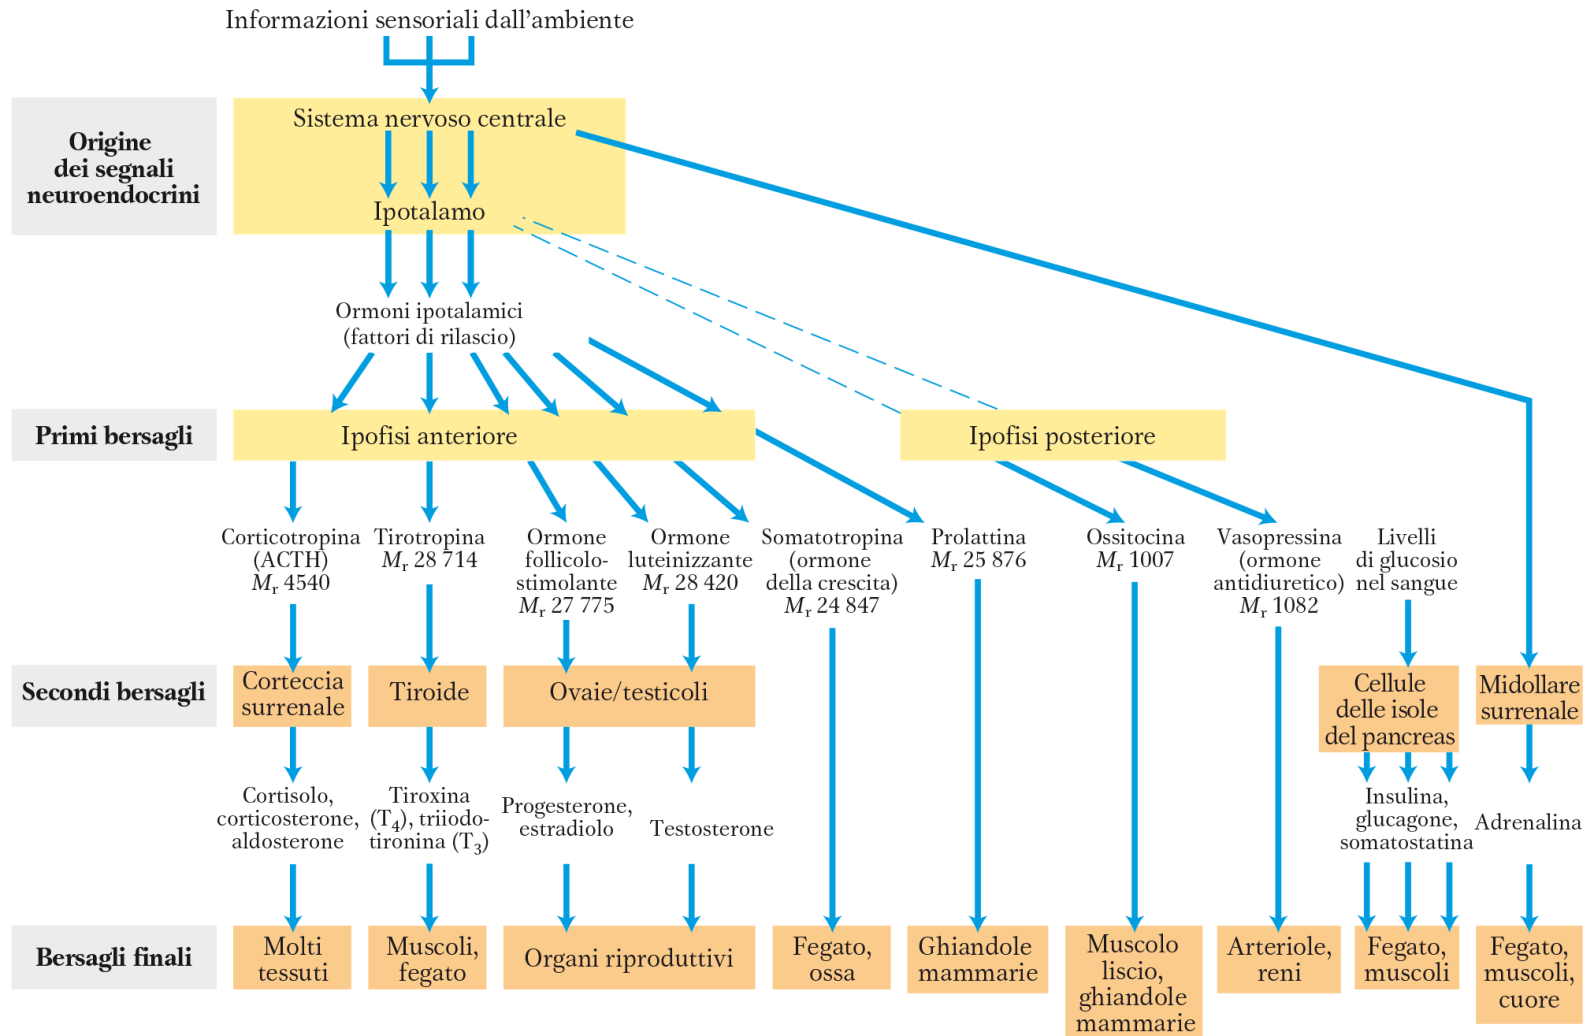 Informazioni sensoriali dall'ambiente
Origine
dei segnali
neuroendocrini
Sistema nervoso centrale
Ipotalamo
Ormoni ipotalamici
(fattori di rilascio)
Primi bersagli
Ipofisi anteriore
Ipofisi posteriore
Corticotropina
(ACTH)
Mr 4540
Tirotropina
Mr 28 714
Ormone
follicolo-
stimolante
Mr 27 775
Ormone
luteinizzante
Mr 28 420
Somatotropina
(ormone
della crescita)
Mr 24 847
Prolattina
Mr 25 876
Ossitocina
Mr 1007
Vasopressina
(ormone
antidiuretico)
Mr 1082
Livelli
di glucosio
nel sangue
Secondi bersagli
Corteccia
surrenale
Tiroide
Ovaie/testicoli
Cellule
delle isole
del pancreas
Midollare
surrenale
Cortisolo,
corticosterone,
aldosterone
Tiroxina
(T4), triiodo-
tironina (T3)
Progesterone,
estradiolo
Testosterone
Insulina,
glucagone,
somatostatina
Adrenalina
Bersagli finali
Molti
tessuti
Muscoli,
fegato
Organi riproduttivi
Fegato,
ossa
Ghiandole
mammarie
Muscolo
liscio,
ghiandole
mammarie
Arteriole,
reni
Fegato,
muscoli
Fegato,
muscoli,
cuore